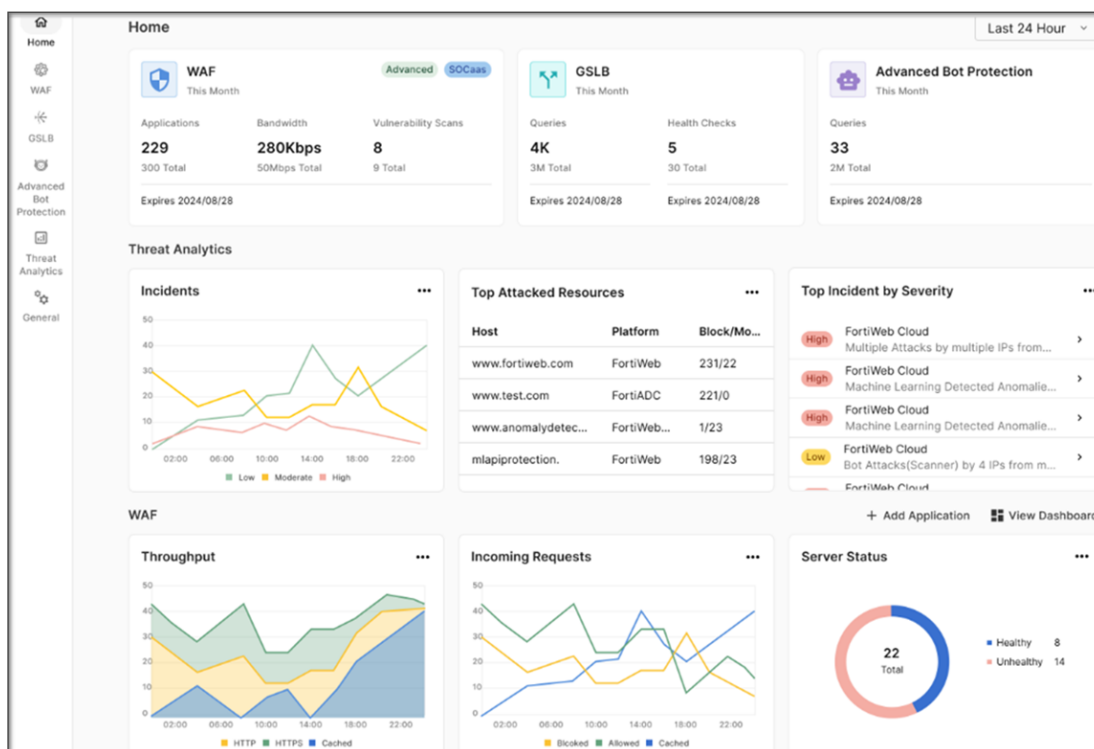 Home
WAF
GSLB
Advanced
Bot
Protection
Threat
Analytics
General
Home
Last 24 Hour
WAF
This Month
Advanced
SOCaas
Applications
Bandwidth
Vulnerability Scans
229
280Kbps
8
300 Total
50Mbps Total
9 Total
Expires 2024/08/28
GSLB
This Month
Queries
Health Checks
4K
5
3M Total
30 Total
Expires 2024/08/28
Expires 2024/08/28
Advanced Bot Protection
This Month
Queries
33
2M Total
Expires 2024/08/28
Threat Analytics
Incidents
50
40
30
20
10
0
02:00 06:00 10:00 14:00 18:00 22:00
Low Moderate High
Top Attacked Resources
Host Platform Block/Mo...
www.fortiweb.com FortiWeb 231/22
www.test.com FortiADC 221/0
www.anomalydetec... FortiWeb... 1/23
mlapiprotection. FortiWeb 198/23
Top Incident by Severity
High
FortiWeb Cloud
Multiple Attacks by multiple IPs from...
High
FortiWeb Cloud
Machine Learning Detected Anomalie...
High
FortiWeb Cloud
Machine Learning Detected Anomalie...
Low
FortiWeb Cloud
Bot Attacks(Scanner) by 4 IPs from m...
FortiWeb Cloud
WAF
+ Add Application
View Dashboard
Throughput
50
40
30
20
10
0
02:00 06:00 10:00 14:00 18:00 22:00
HTTP HTTPS Cached
Incoming Requests
50
40
30
20
10
0
02:00 06:00 10:00 14:00 18:00 22:00
Blcoked Allowed Cached
Server Status
22
Total
Healthy 8
Unhealthy 14